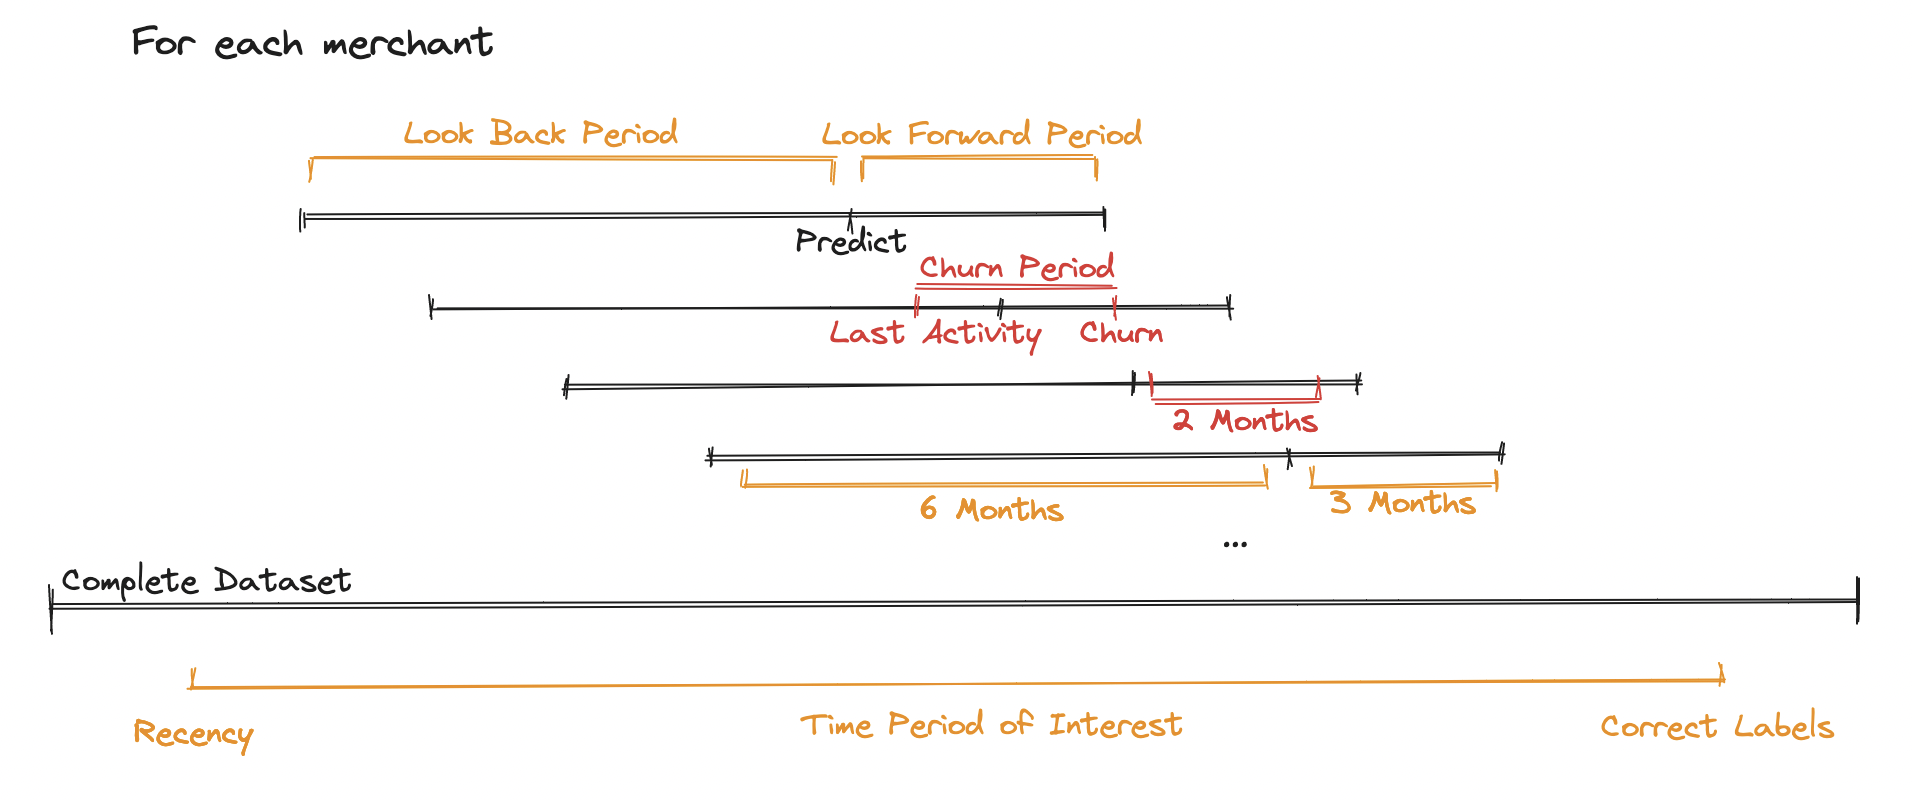 For each merchant
Look Back Period
Look Forward Period
Predict
Churn Period
Last Activity
Churn
2 Months
6 Months
3 Months
...
Complete Dataset
Recency
Time Period of Interest
Correct Labels